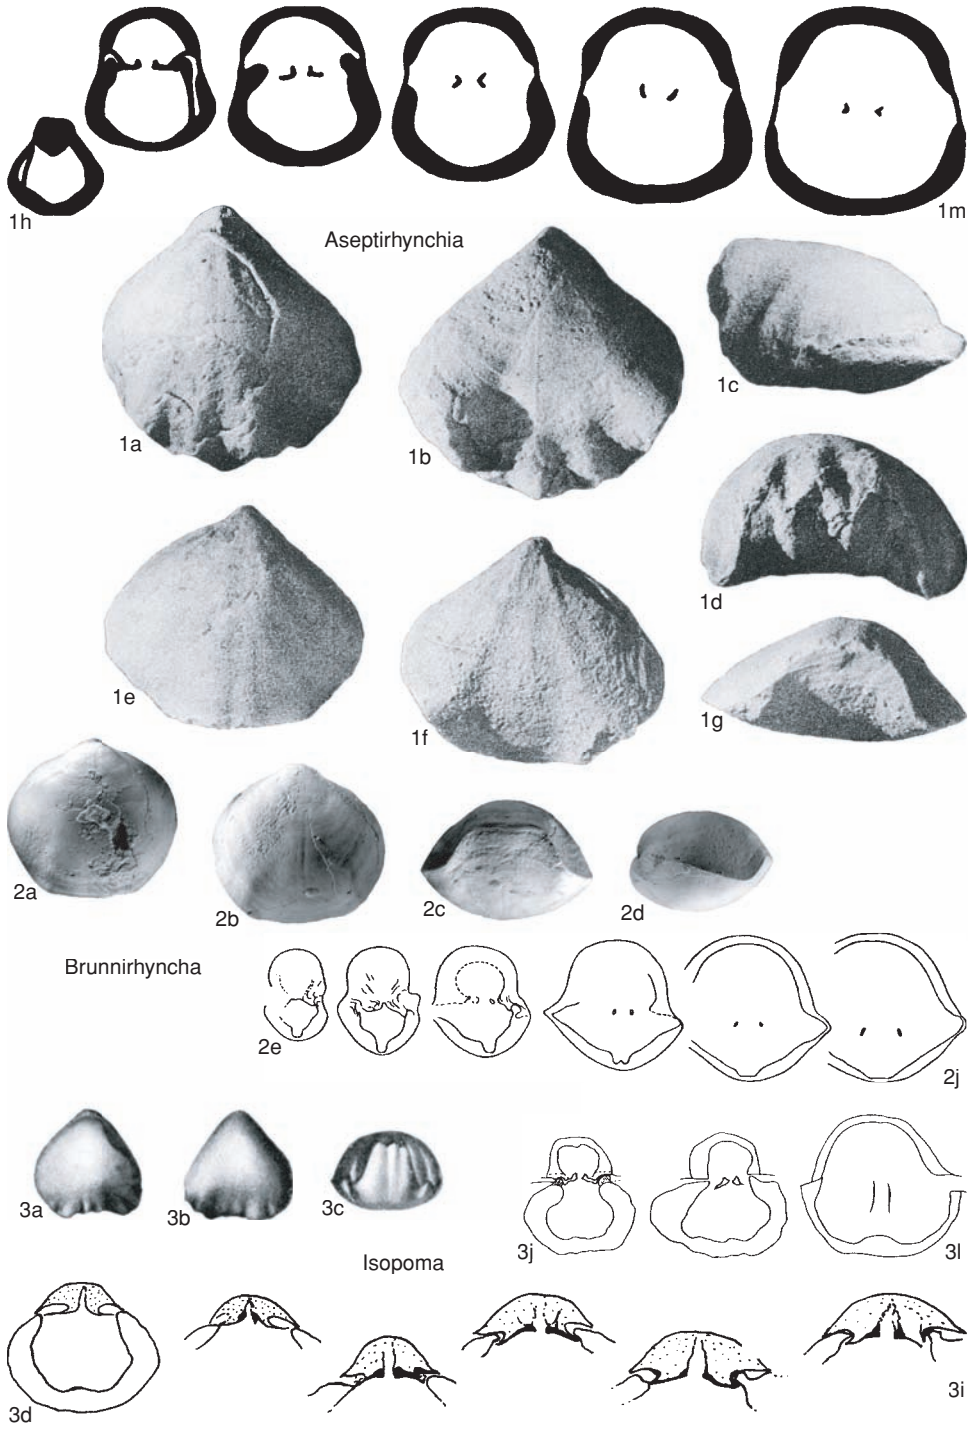 1h
1m
Aseptirhynchia
1a
1b
1c
1d
1e
1f
1g
2a
2b
2c
2d
Brunnirhyncha
2e
2j
3a
3b
3c
3j
3l
Isopoma
3d
3i